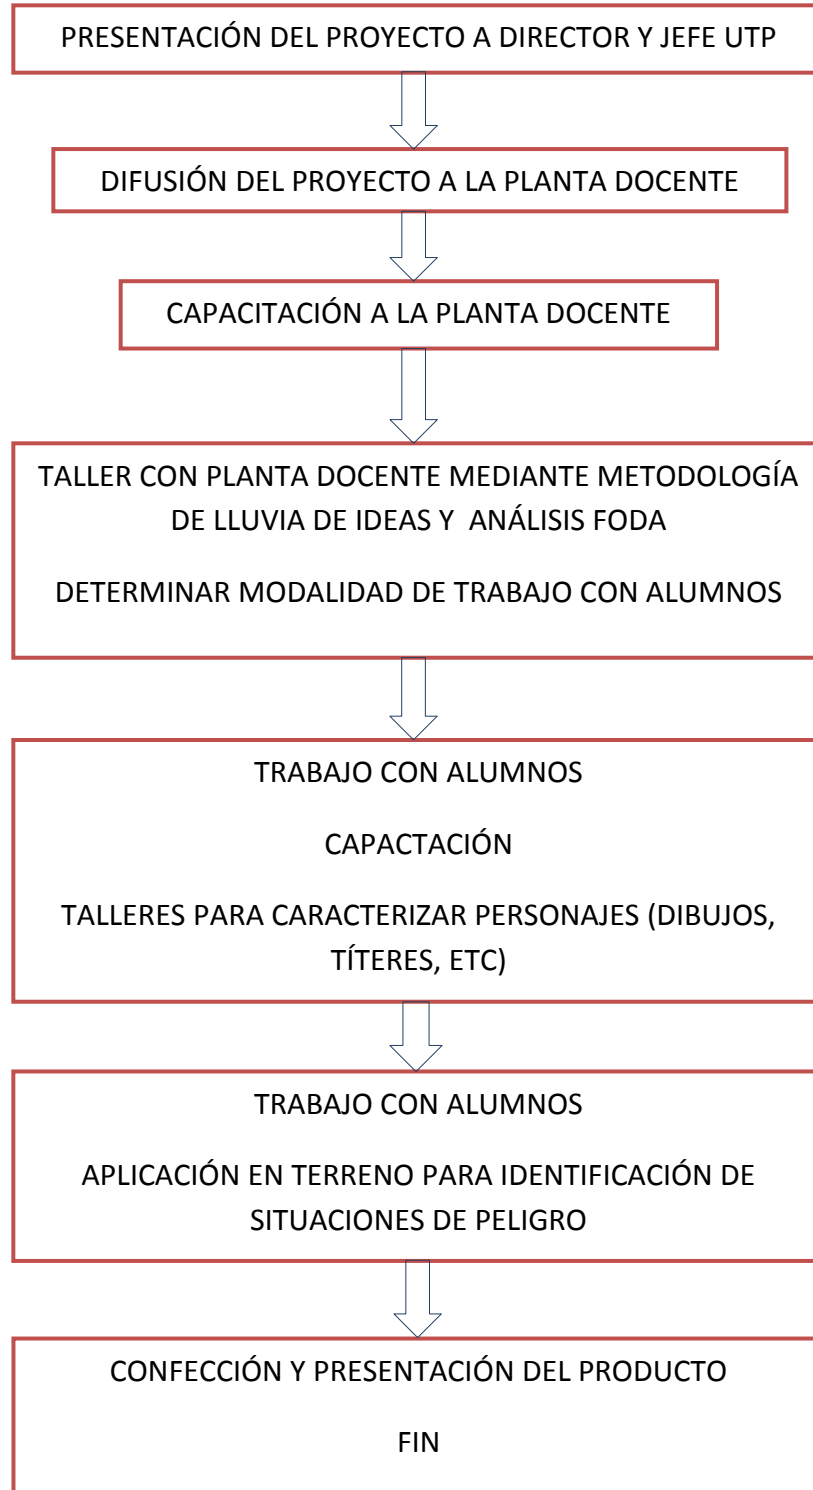 PRESENTACIÓN DEL PROYECTO A DIRECTOR Y JEFE UTP
DIFUSIÓN DEL PROYECTO A LA PLANTA DOCENTE
CAPACITACIÓN A LA PLANTA DOCENTE
TALLER CON PLANTA DOCENTE MEDIANTE METODOLOGÍA
DE LLUVIA DE IDEAS Y  ANÁLISIS FODA
DETERMINAR MODALIDAD DE TRABAJO CON ALUMNOS
TRABAJO CON ALUMNOS
CAPACTACIÓN
TALLERES PARA CARACTERIZAR PERSONAJES (DIBUJOS,
TÍTERES, ETC)
TRABAJO CON ALUMNOS
APLICACIÓN EN TERRENO PARA IDENTIFICACIÓN DE
SITUACIONES DE PELIGRO
CONFECCIÓN Y PRESENTACIÓN DEL PRODUCTO
FIN